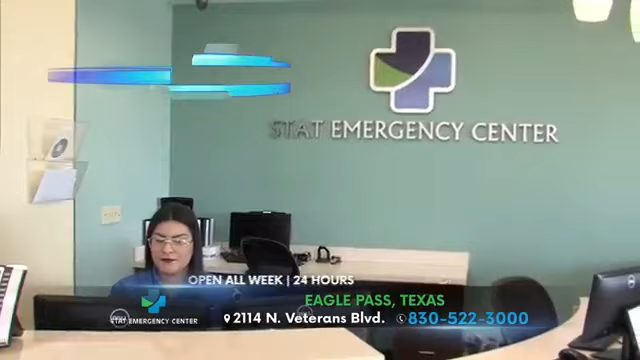 STAT EMERGENCY CENTER
OPEN ALL WEEK | 24 HOURS
EAGLE PASS, TEXAS
STAT EMERGENCY CENTER
2114 N. Veterans Blvd.
830-522-3000